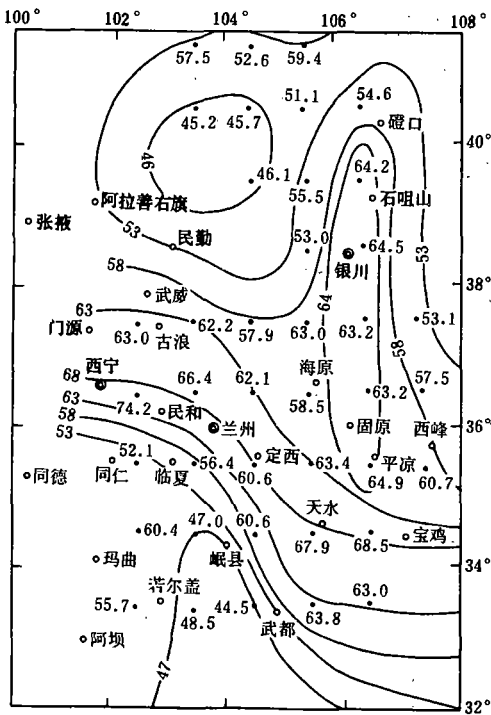 100° 102° 104° 106° 108°
57.5 52.6 59.4
51.1 54.6
45.2 45.7 磴口
40°
46 46.1 64.2
阿拉善右旗 55.5 石咀山
张掖 53 民勤 53.0 64.5 53
银川
58 38°
武威 64
63 62.2 53.1
门源 63.0 古浪 57.9 63.0 63.2
58
西宁 海原
68 66.4 62.1 63.2 57.5
63 74.2 民和 58.5
58 兰州 固原 西峰 36°
53 52.1 定西 平凉
同德 同仁 临夏 56.4 60.6 63.4 64.9 60.7
天水
60.4 47.0 60.6 67.9 68.5 宝鸡
玛曲 岷县 34°
若尔盖 63.0
55.7 48.5 44.5 武都 63.8
阿坝
47
32°